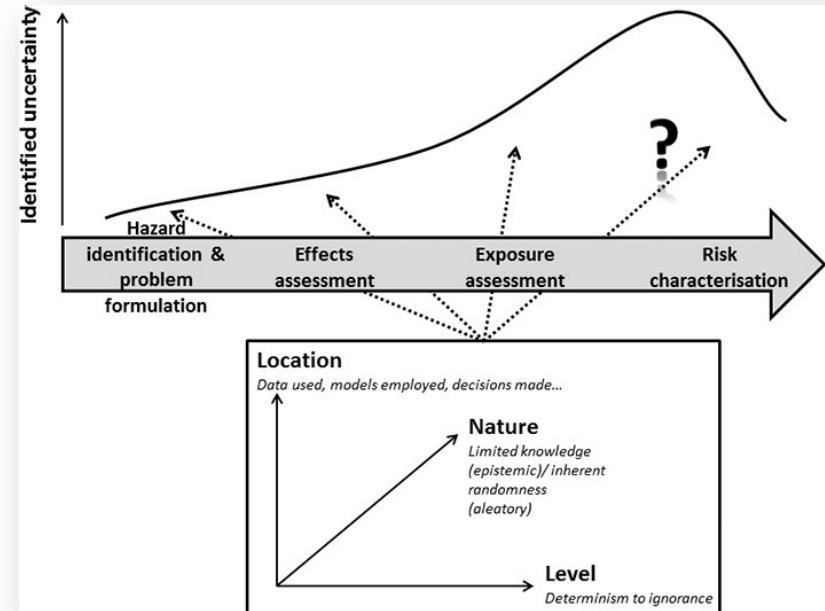 Identified uncertainty
?
Hazard
identification &
problem
formulation
Effects
assessment
Exposure
assessment
Risk
characterisation
Location
Data used, models employed, decisions made...
Nature
Limited knowledge
(epistemic)/ inherent
randomness
(aleatory)
Level
Determinism to ignorance